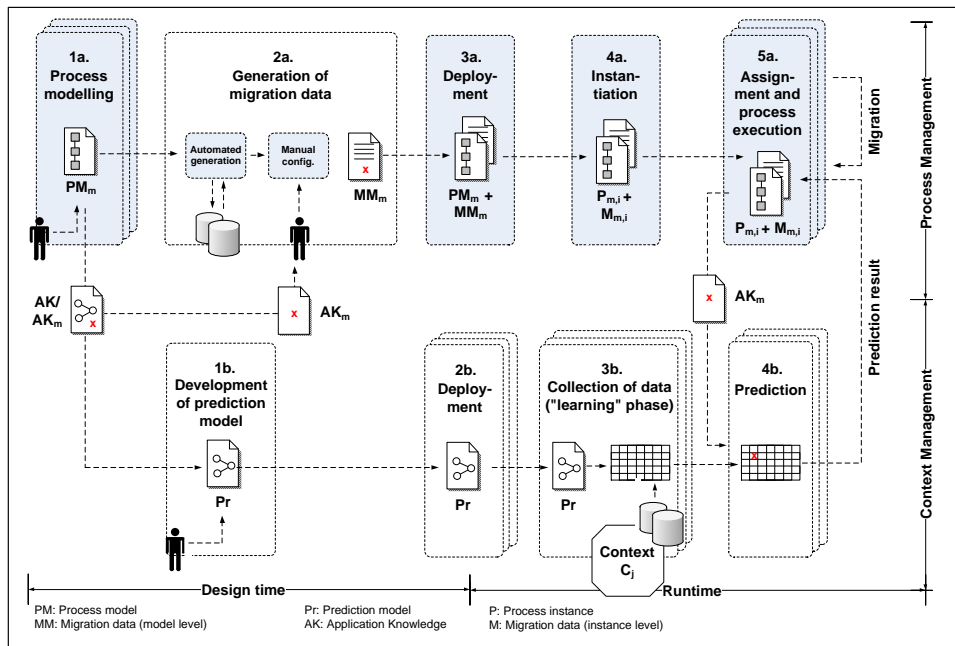 1a.
Process
modelling
PMm
2a.
Generation of
migration data
Automated
generation
Manual
config.
x
MMm
3a.
Deploy-
ment
PMm +
MMm
4a.
Instan-
tiation
Pm,i +
Mm,i
5a.
Assign-
ment and
process
execution
Pm,i + Mm,i
Migration
Process Management
AK/
AKm
x
x
AKm
x
AKm
Prediction result
1b.
Development
of prediction
model
Pr
2b.
Deploy-
ment
Pr
3b.
Collection of data
("learning" phase)
Pr
Context
Cj
4b.
Prediction
x
Context Management
Design time
Runtime
PM: Process model
MM: Migration data (model level)
Pr: Prediction model
AK: Application Knowledge
P: Process instance
M: Migration data (instance level)